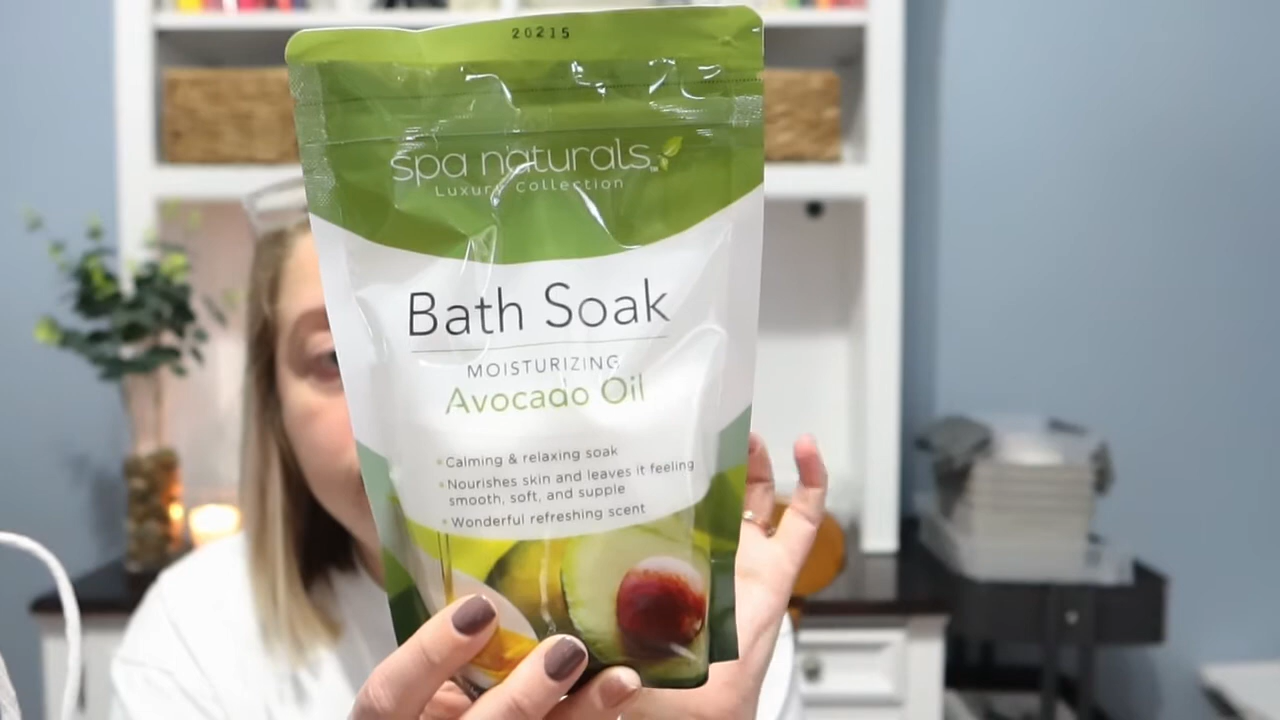 20215
spa naturals™
Luxury Collection
Bath Soak
MOISTURIZING
Avocado Oil
• Calming & relaxing soak
• Nourishes skin and leaves it feeling
smooth, soft, and supple
• Wonderful refreshing scent